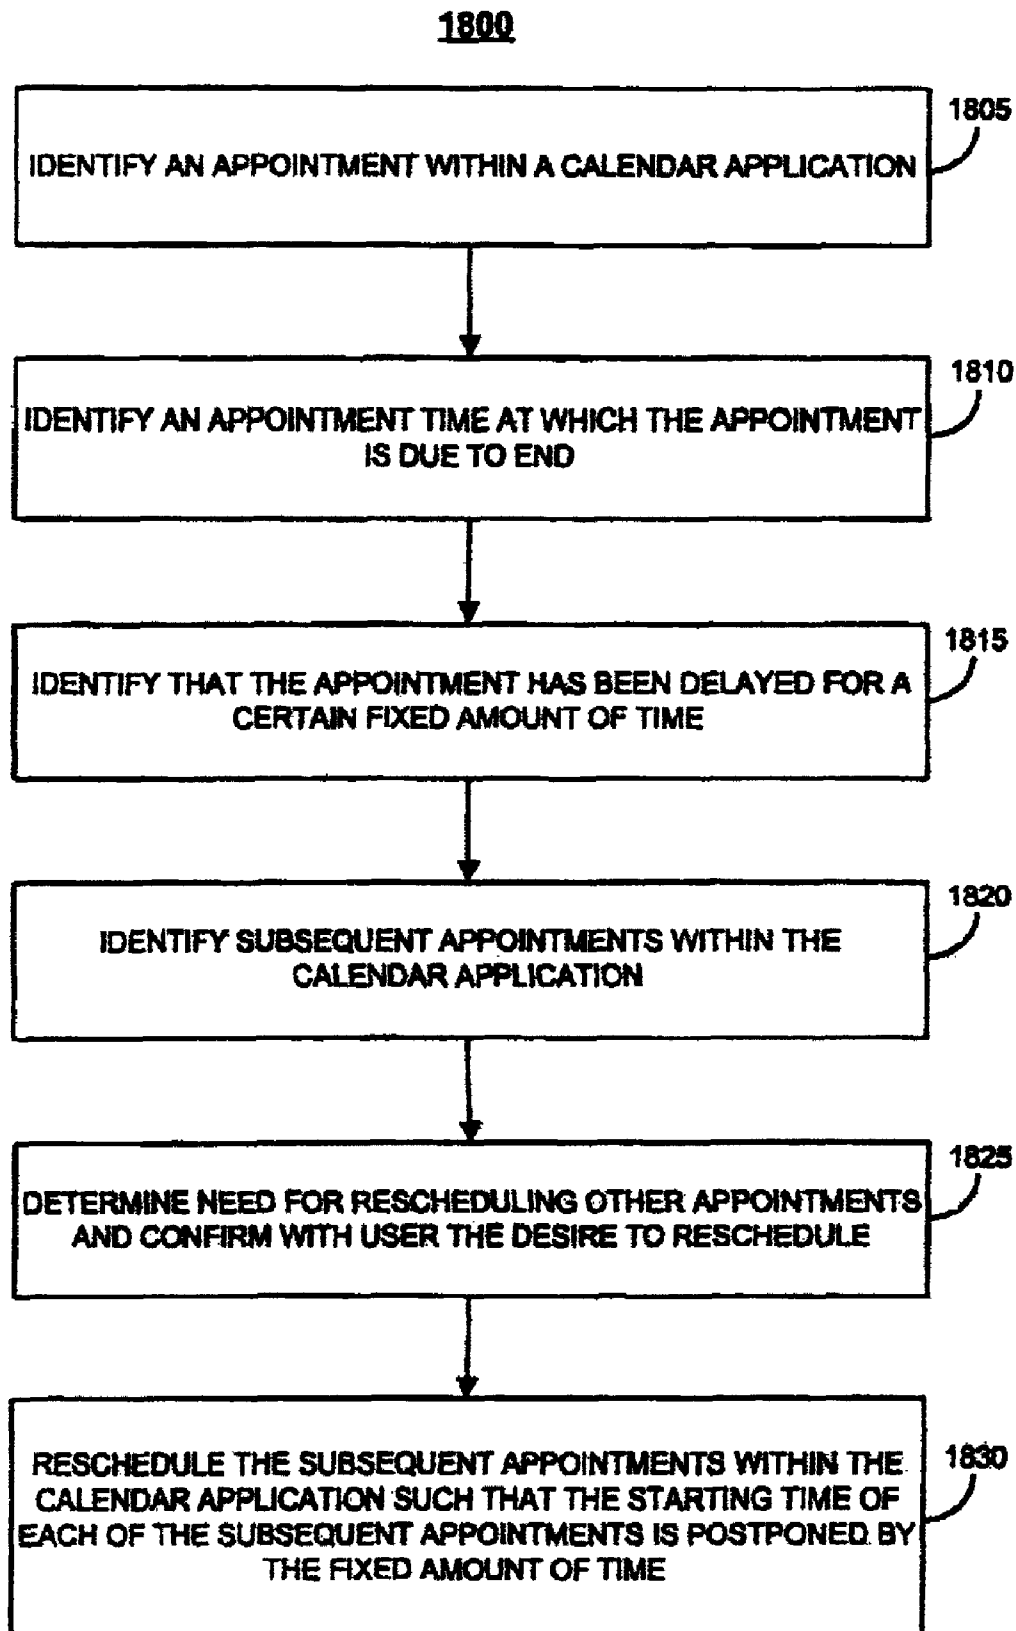 1800
1805
IDENTIFY AN APPOINTMENT WITHIN A CALENDAR APPLICATION
1810
IDENTIFY AN APPOINTMENT TIME AT WHICH THE APPOINTMENT
IS DUE TO END
1815
IDENTIFY THAT THE APPOINTMENT HAS BEEN DELAYED FOR A
CERTAIN FIXED AMOUNT OF TIME
1820
IDENTIFY SUBSEQUENT APPOINTMENTS WITHIN THE
CALENDAR APPLICATION
1825
DETERMINE NEED FOR RESCHEDULING OTHER APPOINTMENTS
AND CONFIRM WITH USER THE DESIRE TO RESCHEDULE
1830
RESCHEDULE THE SUBSEQUENT APPOINTMENTS WITHIN THE
CALENDAR APPLICATION SUCH THAT THE STARTING TIME OF
EACH OF THE SUBSEQUENT APPOINTMENTS IS POSTPONED BY
THE FIXED AMOUNT OF TIME